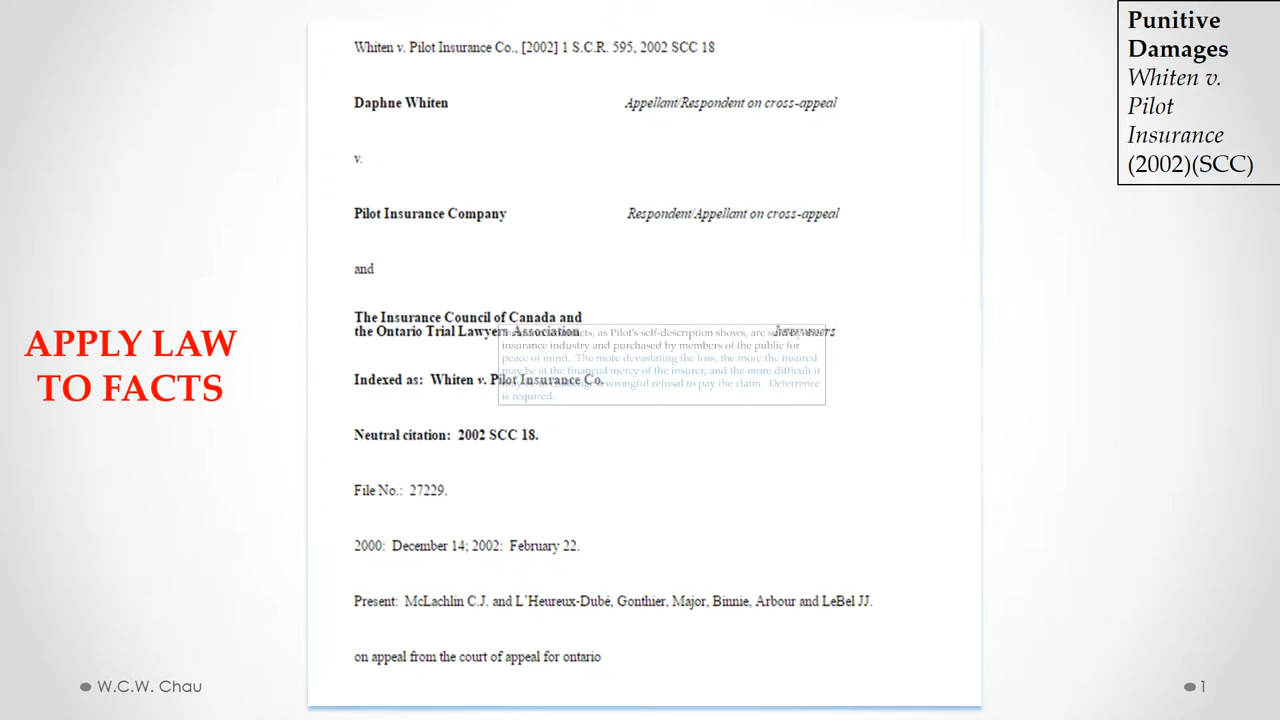 Whiten v. Pilot Insurance Co., [2002] 1 S.C.R. 595, 2002 SCC 18
Daphne Whiten Appellant/Respondent on cross-appeal
v.
Pilot Insurance Company Respondent/Appellant on cross-appeal
and
The Insurance Council of Canada and
the Ontario Trial Lawyers Association Interveners
as Pilot's self-description shows, are
insurance industry and purchased by members of the public for
peace of mind. The more devastating the loss, the more the insured
may be at the financial mercy of the insurer, and the more difficult it
wrongful refusal to pay the claim. Deterrence
is required.
Indexed as: Whiten v. Pilot Insurance Co.
Neutral citation: 2002 SCC 18.
File No.: 27229.
2000: December 14; 2002: February 22.
Present: McLachlin C.J. and L'Heureux-Dubé, Gonthier, Major, Binnie, Arbour and LeBel JJ.
on appeal from the court of appeal for ontario
APPLY LAW
TO FACTS
Punitive
Damages
Whiten v.
Pilot
Insurance
(2002)(SCC)
W.C.W. Chau
1